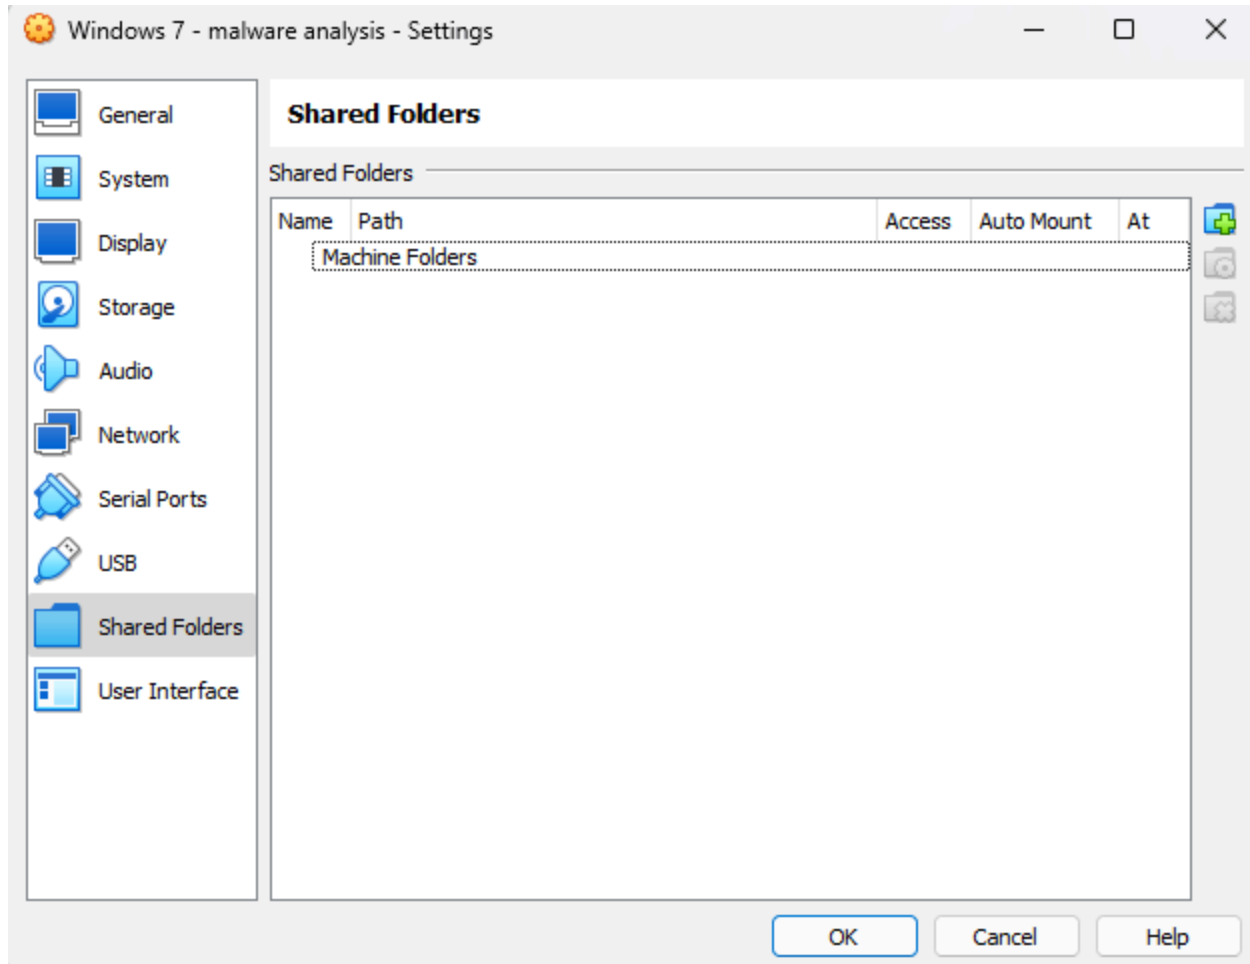 Windows 7 - malware analysis - Settings
General
System
Display
Storage
Audio
Network
Serial Ports
USB
Shared Folders
User Interface
Shared Folders
Shared Folders
Name Path Access Auto Mount At
Machine Folders
OK Cancel Help